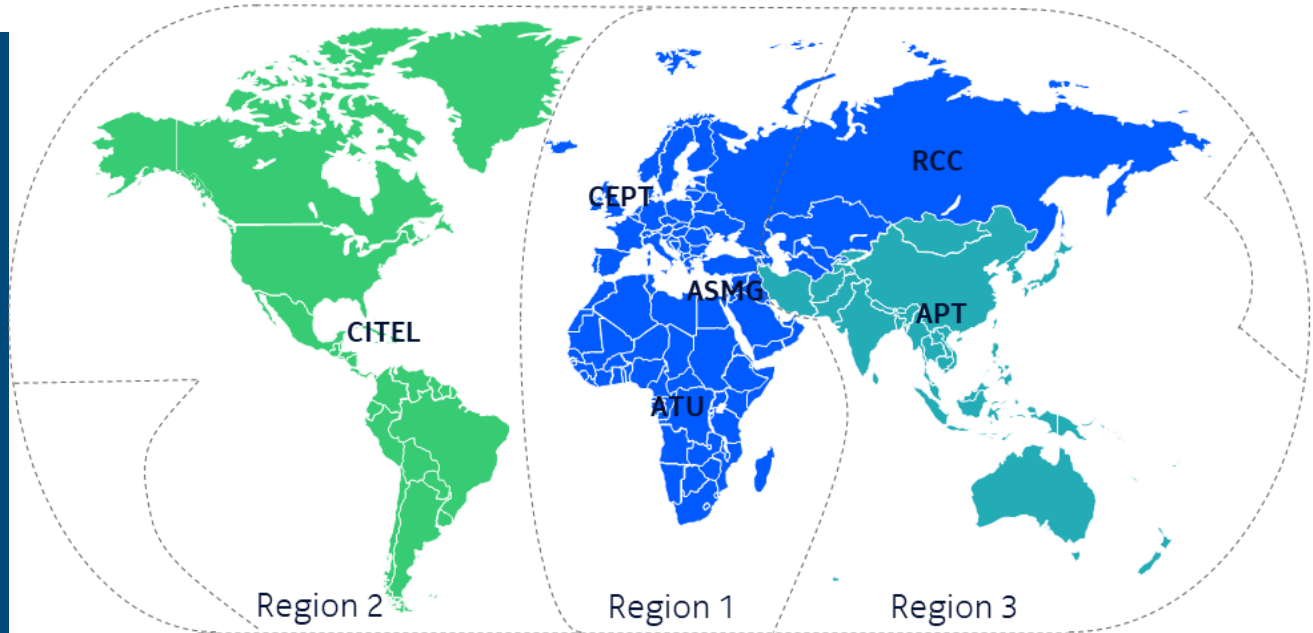 RCC
CEPT
ASMG
APT
CITEL
ATU
Region 2
Region 1
Region 3